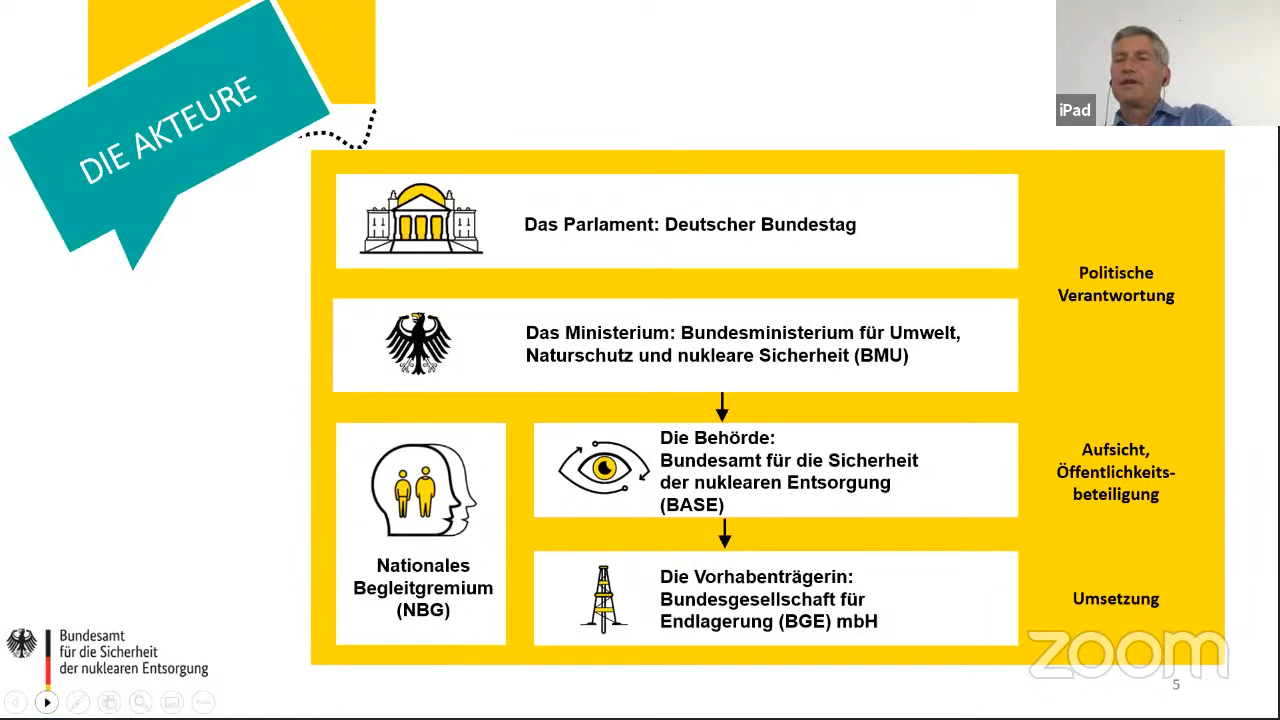 DIE AKTEURE
iPad
Das Parlament: Deutscher Bundestag
Politische
Verantwortung
Das Ministerium: Bundesministerium für Umwelt,
Naturschutz und nukleare Sicherheit (BMU)
Die Behörde:
Bundesamt für die Sicherheit
der nuklearen Entsorgung
(BASE)
Aufsicht,
Öffentlichkeits-
beteiligung
Nationales
Begleitgremium
(NBG)
Die Vorhabenträgerin:
Bundesgesellschaft für
Endlagerung (BGE) mbH
Umsetzung
Bundesamt
für die Sicherheit
der nuklearen Entsorgung
zoom
5